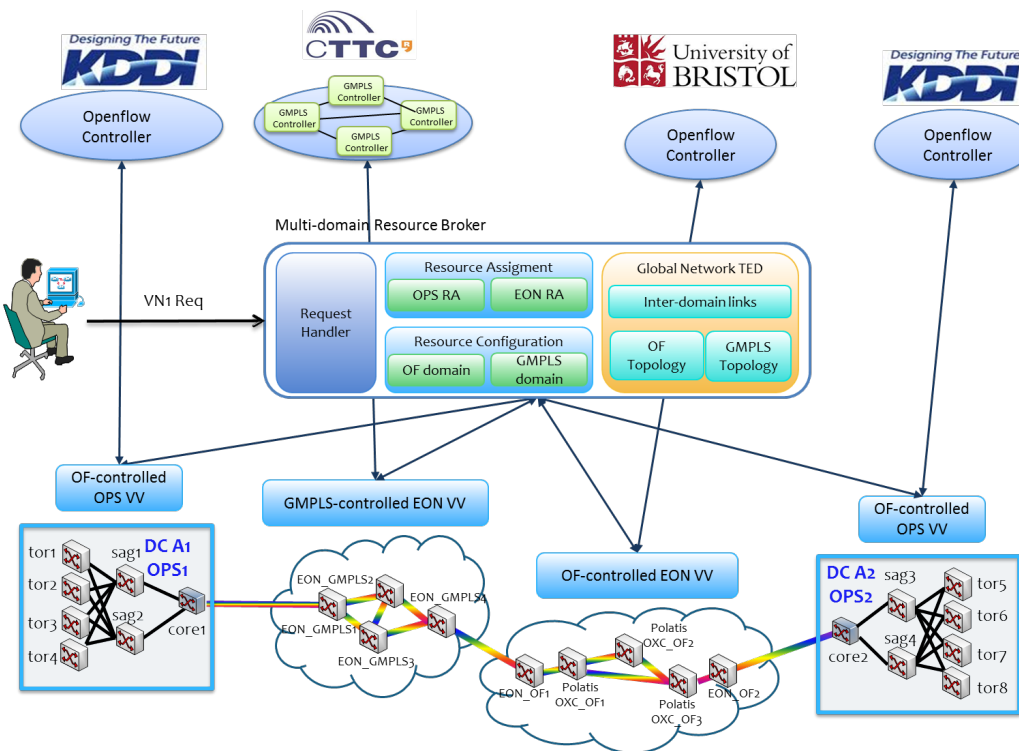 Designing The Future
KDDI
CTTC
University of
BRISTOL
Designing The Future
KDDI
Openflow
Controller
GMPLS
Controller
GMPLS
Controller
GMPLS
Controller
GMPLS
Controller
Openflow
Controller
Openflow
Controller
Multi-domain Resource Broker
VN1 Req
Request
Handler
Resource Assigment
OPS RA
EON RA
Resource Configuration
OF domain
GMPLS
domain
Global Network TED
Inter-domain links
OF
Topology
GMPLS
Topology
OF-controlled
OPS VV
GMPLS-controlled EON VV
OF-controlled EON VV
OF-controlled
OPS VV
DC A1
OPS1
tor1
tor2
tor3
tor4
sag1
sag2
core1
EON_GMPLS2
EON_GMPLS1
EON_GMPLS4
EON_GMPLS3
EON_OF1
Polatis
OXC_OF1
Polatis
OXC_OF2
Polatis
OXC_OF3
EON_OF2
DC A2
OPS2
core2
sag3
sag4
tor5
tor6
tor7
tor8